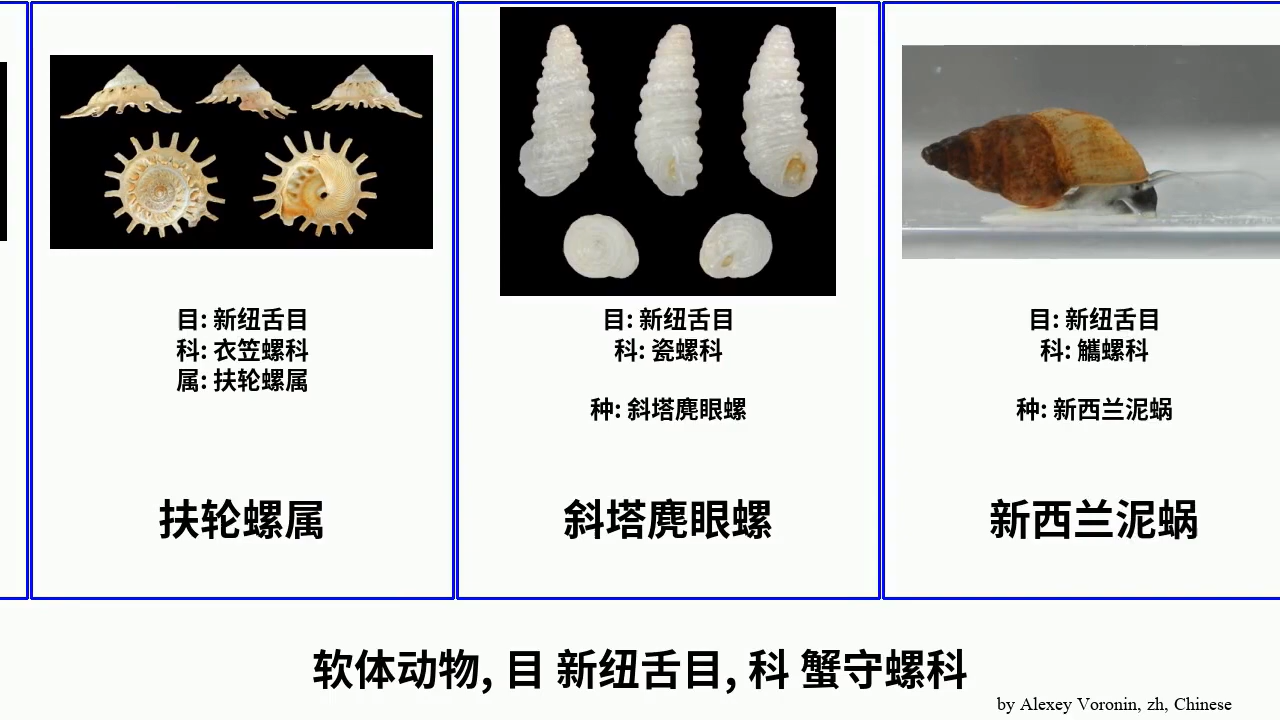 目: 新纽舌目
科: 衣笠螺科
属: 扶轮螺属
扶轮螺属
目: 新纽舌目
科: 瓷螺科
种: 斜塔麂眼螺
斜塔麂眼螺
目: 新纽舌目
科: 觿螺科
种: 新西兰泥蜗
新西兰泥蜗
软体动物, 目 新纽舌目, 科 蟹守螺科
by Alexey Voronin, zh, Chinese